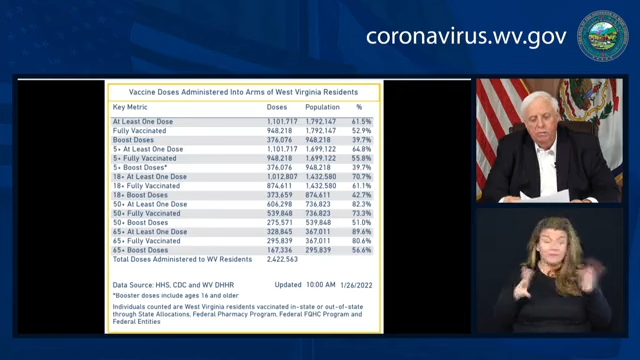 coronavirus.wv.gov
Vaccine Doses Administered Into Arms of West Virginia Residents
Key Metric Doses Population %
At Least One Dose 1,101,717 1,792,147 61.5%
Fully Vaccinated 948,218 1,792,147 52.9%
Boost Doses 376,076 948,218 39.7%
5+ At Least One Dose 1,101,717 1,699,122 64.8%
5+ Fully Vaccinated 948,218 1,699,122 55.8%
5+ Boost Doses* 376,076 948,218 39.7%
18+ At Least One Dose 1,012,807 1,432,580 70.7%
18+ Fully Vaccinated 874,611 1,432,580 61.1%
18+ Boost Doses 373,659 874,611 42.7%
50+ At Least One Dose 606,298 736,823 82.3%
50+ Fully Vaccinated 539,848 736,823 73.3%
50+ Boost Doses 275,571 539,848 51.0%
65+ At Least One Dose 328,845 367,011 89.6%
65+ Fully Vaccinated 295,839 367,011 80.6%
65+ Boost Doses 167,336 295,839 56.6%
Total Doses Administered to WV Residents 2,422,563
Data Source: HHS, CDC and WV DHHR Updated 10:00 AM 1/26/2022
*Booster doses include ages 16 and older
Individuals counted are West Virginia residents vaccinated in-state or out-of-state
through State Allocations, Federal Pharmacy Program, Federal FQHC Program and
Federal Entities